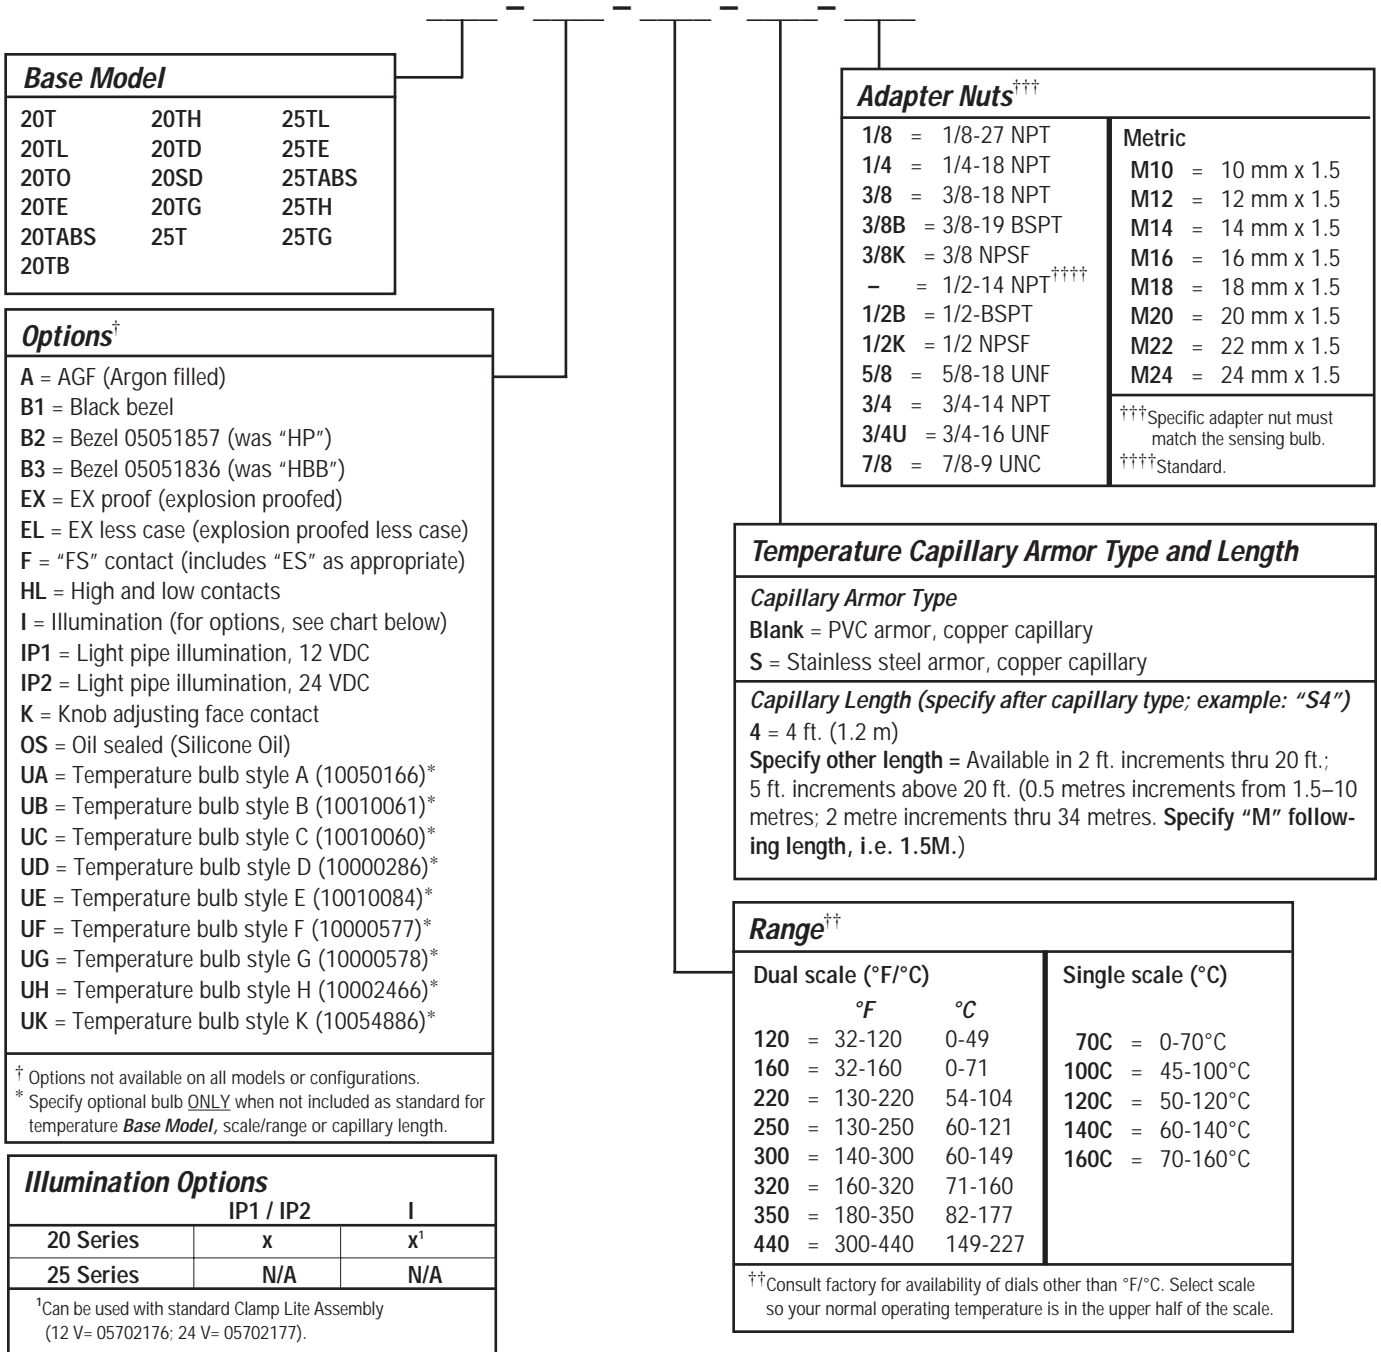 ____ – ____ – ____ – ____ – ____
Base Model
20T 20TH 25TL
20TL 20TD 25TE
20TO 20SD 25TABS
20TE 20TG 25TH
20TABS 25T 25TG
20TB
Options†
A = AGF (Argon filled)
B1 = Black bezel
B2 = Bezel 05051857 (was “HP”)
B3 = Bezel 05051836 (was “HBB”)
EX = EX proof (explosion proofed)
EL = EX less case (explosion proofed less case)
F = “FS” contact (includes “ES” as appropriate)
HL = High and low contacts
I = Illumination (for options, see chart below)
IP1 = Light pipe illumination, 12 VDC
IP2 = Light pipe illumination, 24 VDC
K = Knob adjusting face contact
OS = Oil sealed (Silicone Oil)
UA = Temperature bulb style A (10050166)*
UB = Temperature bulb style B (10010061)*
UC = Temperature bulb style C (10010060)*
UD = Temperature bulb style D (10000286)*
UE = Temperature bulb style E (10010084)*
UF = Temperature bulb style F (10000577)*
UG = Temperature bulb style G (10000578)*
UH = Temperature bulb style H (10002466)*
UK = Temperature bulb style K (10054886)*
† Options not available on all models or configurations.
* Specify optional bulb ONLY when not included as standard for
temperature Base Model, scale/range or capillary length.
Illumination Options
IP1 / IP2 I
20 Series x x¹
25 Series N/A N/A
¹Can be used with standard Clamp Lite Assembly
(12 V= 05702176; 24 V= 05702177).
Adapter Nuts†††
1/8 = 1/8-27 NPT
1/4 = 1/4-18 NPT
3/8 = 3/8-18 NPT
3/8B = 3/8-19 BSPT
3/8K = 3/8 NPSF
– = 1/2-14 NPT††††
1/2B = 1/2-BSPT
1/2K = 1/2 NPSF
5/8 = 5/8-18 UNF
3/4 = 3/4-14 NPT
3/4U = 3/4-16 UNF
7/8 = 7/8-9 UNC
Metric
M10 = 10 mm x 1.5
M12 = 12 mm x 1.5
M14 = 14 mm x 1.5
M16 = 16 mm x 1.5
M18 = 18 mm x 1.5
M20 = 20 mm x 1.5
M22 = 22 mm x 1.5
M24 = 24 mm x 1.5
†††Specific adapter nut must
match the sensing bulb.
††††Standard.
Temperature Capillary Armor Type and Length
Capillary Armor Type
Blank = PVC armor, copper capillary
S = Stainless steel armor, copper capillary
Capillary Length (specify after capillary type; example: “S4”)
4 = 4 ft. (1.2 m)
Specify other length = Available in 2 ft. increments thru 20 ft.;
5 ft. increments above 20 ft. (0.5 metres increments from 1.5–10
metres; 2 metre increments thru 34 metres. Specify “M” follow-
ing length, i.e. 1.5M.)
Range††
Dual scale (°F/°C)
°F °C
120 = 32-120 0-49
160 = 32-160 0-71
220 = 130-220 54-104
250 = 130-250 60-121
300 = 140-300 60-149
320 = 160-320 71-160
350 = 180-350 82-177
440 = 300-440 149-227
Single scale (°C)
70C = 0-70°C
100C = 45-100°C
120C = 50-120°C
140C = 60-140°C
160C = 70-160°C
††Consult factory for availability of dials other than °F/°C. Select scale
so your normal operating temperature is in the upper half of the scale.